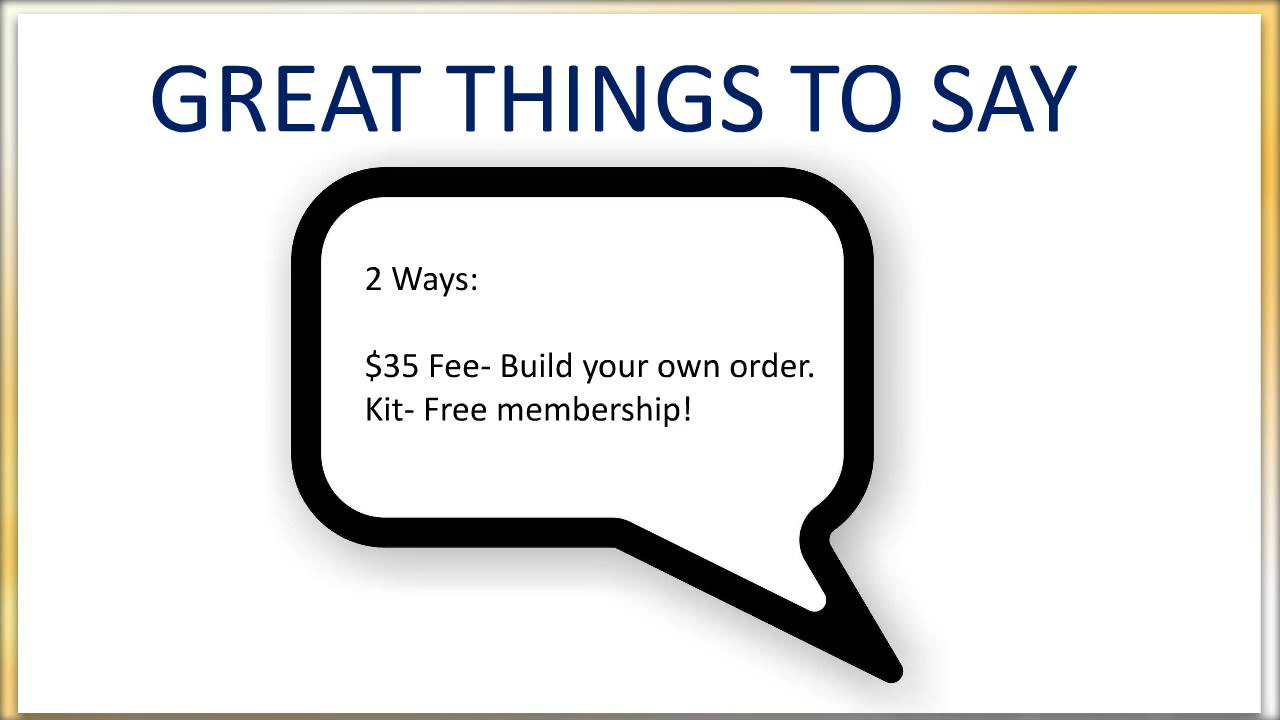 GREAT THINGS TO SAY
2 Ways:
$35 Fee- Build your own order.
Kit- Free membership!